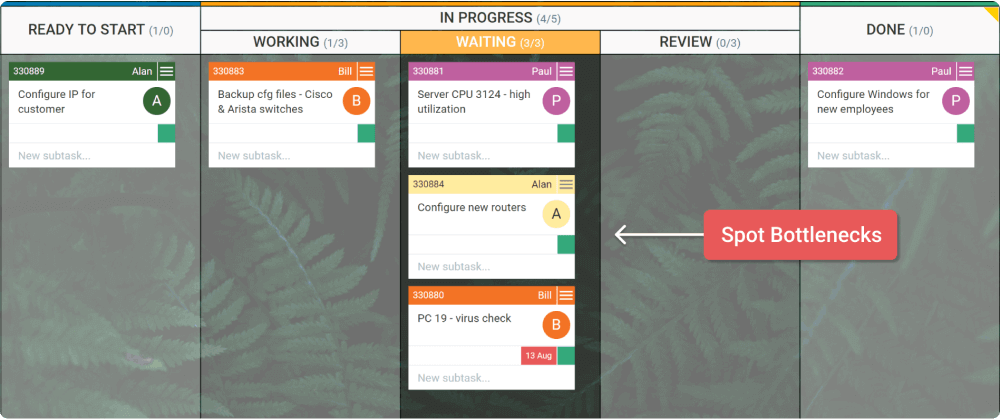 READY TO START (1/0)
IN PROGRESS (4/5)
DONE (1/0)
WORKING (1/3)
WAITING (3/3)
REVIEW (0/3)
330889 Alan
Configure IP for
customer
A
New subtask...
330883 Bill
Backup cfg files - Cisco
& Arista switches
B
New subtask...
330881 Paul
Server CPU 3124 - high
utilization
P
New subtask...
330884 Alan
Configure new routers
A
New subtask...
330880 Bill
PC 19 - virus check
B
13 Aug
New subtask...
Spot Bottlenecks
330882 Paul
Configure Windows for
new employees
P
New subtask...